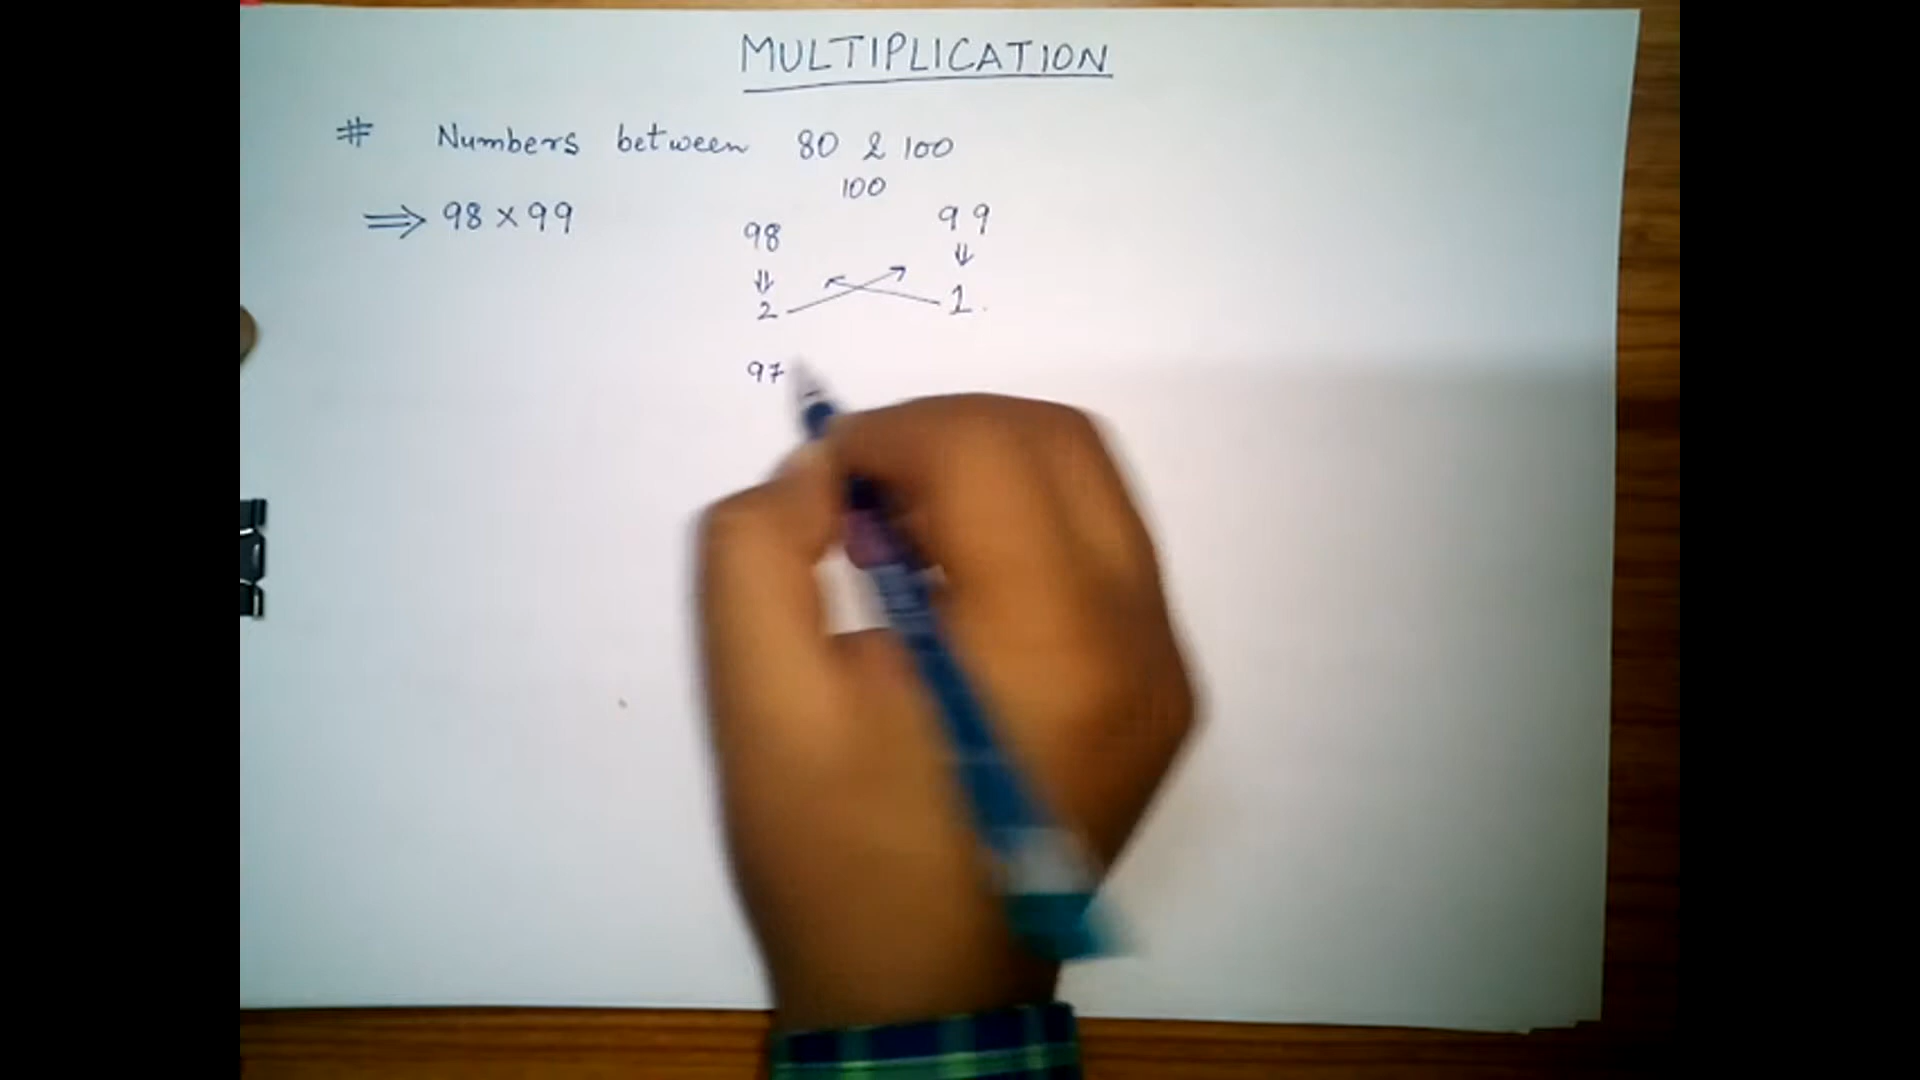 MULTIPLICATION
# Numbers between 80 & 100
100
⇒ 98 × 99
98 99
⇓ ⇓
2 1.
97